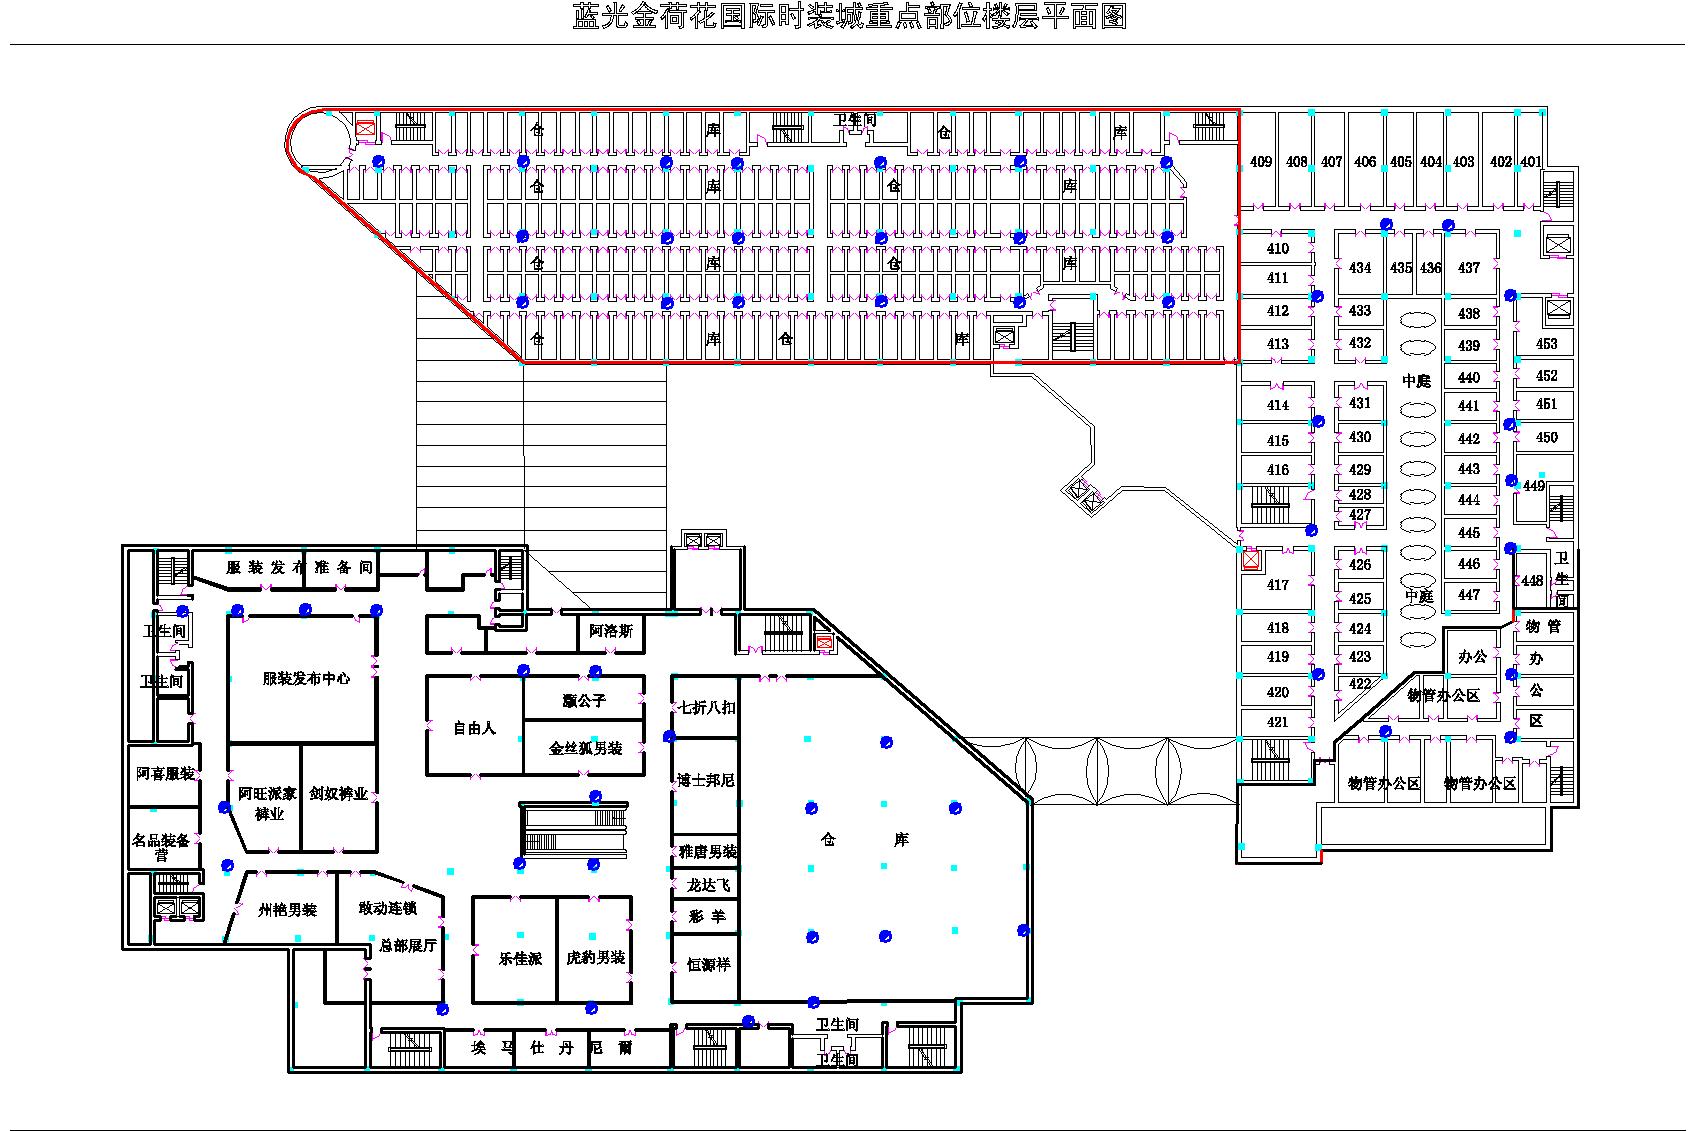 蓝光金荷花国际时装城重点部位楼层平面图
仓 库 卫生间 仓 库
仓 库 仓 库
仓 库 仓 库
仓 库 仓 库
409 408 407 406 405 404 403 402 401
410
411
412
413
414
415
416
417
418
419
420
421
434 435 436 437
433
432
431
430
429
428
427
426
425
424
423
422
中庭
中庭
438
439
440
441
442
443
444
445
446
447
453
452
451
450
449
448
卫生间
物管
办
公
区
办公
物管办公区
物管办公区 物管办公区
服装发布 准备间
卫生间
卫生间
服装发布中心
阿喜服装
名品装备营
阿旺派家裤业
剑奴裤业
州艳男装
敢动连锁
总部展厅
阿洛斯
自由人
灏公子
金丝狐男装
七折八扣
博士邦尼
雅唐男装
龙达飞
彩羊
恒源祥
仓 库
乐佳派
虎豹男装
埃马仕丹尼爾
卫生间
卫生间